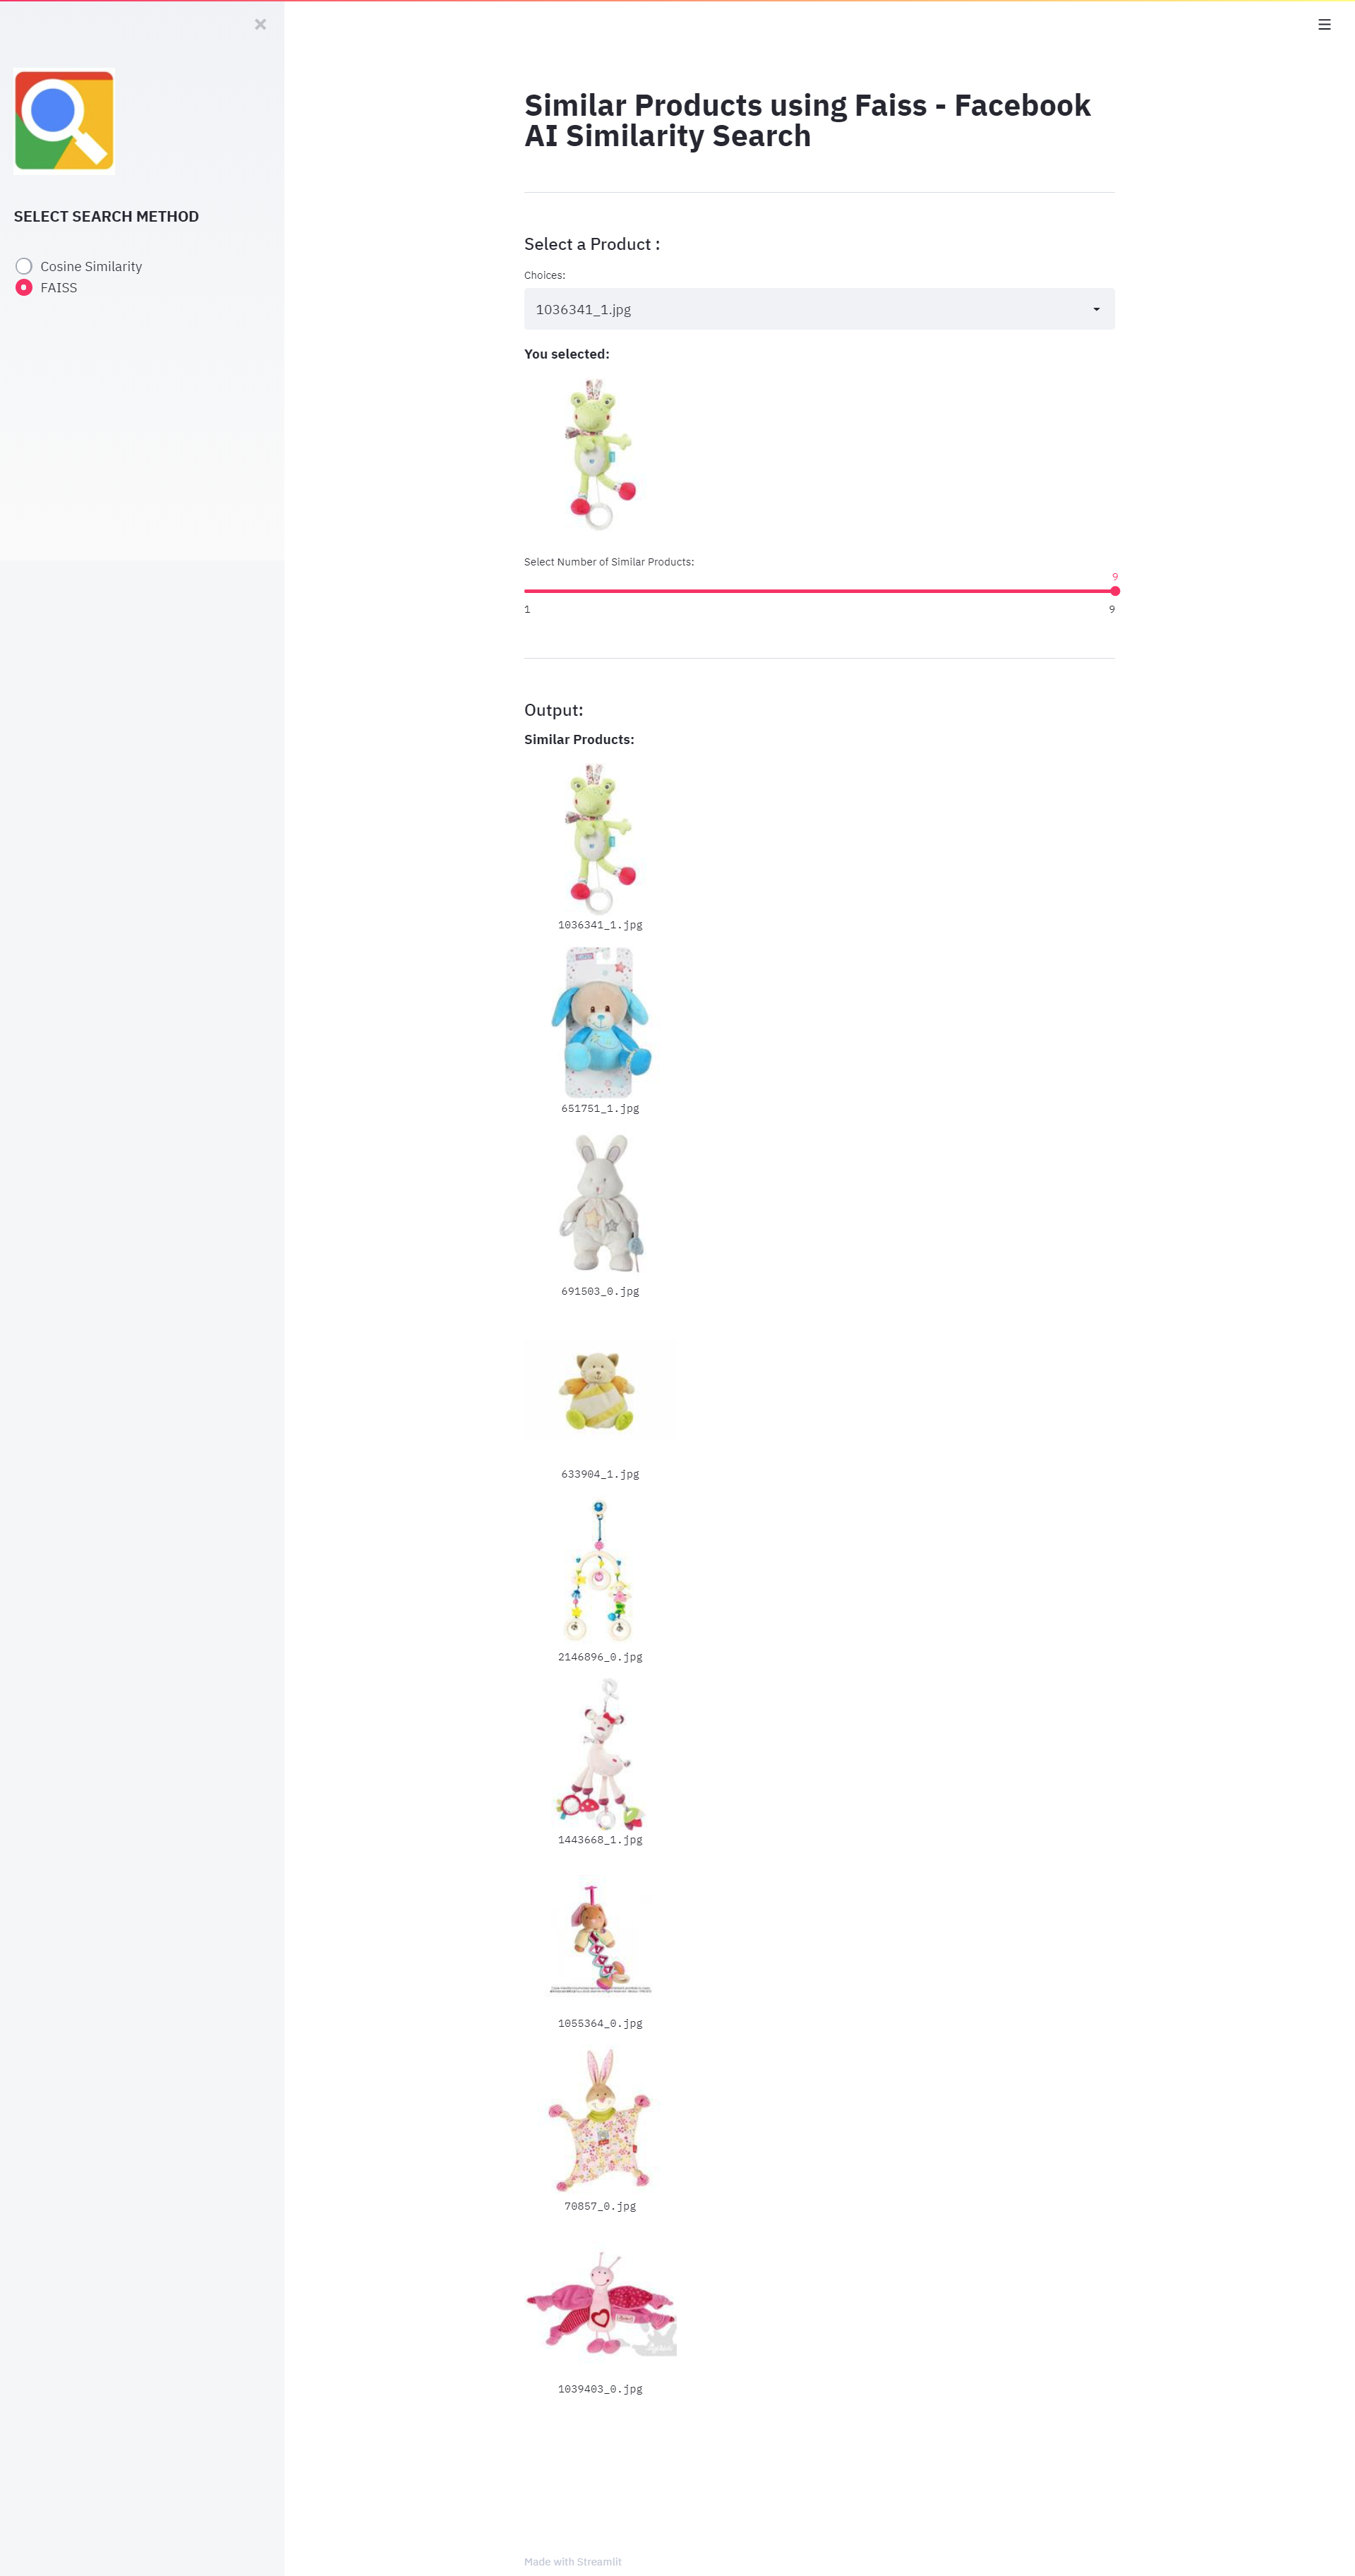 SELECT SEARCH METHOD
Cosine Similarity
FAISS
Similar Products using Faiss - Facebook
AI Similarity Search
Select a Product :
Choices:
1036341_1.jpg
You selected:
Select Number of Similar Products:
9
1
9
Output:
Similar Products:
1036341_1.jpg
651751_1.jpg
691503_0.jpg
633904_1.jpg
2146896_0.jpg
1443668_1.jpg
1055364_0.jpg
70857_0.jpg
1039403_0.jpg
Made with Streamlit